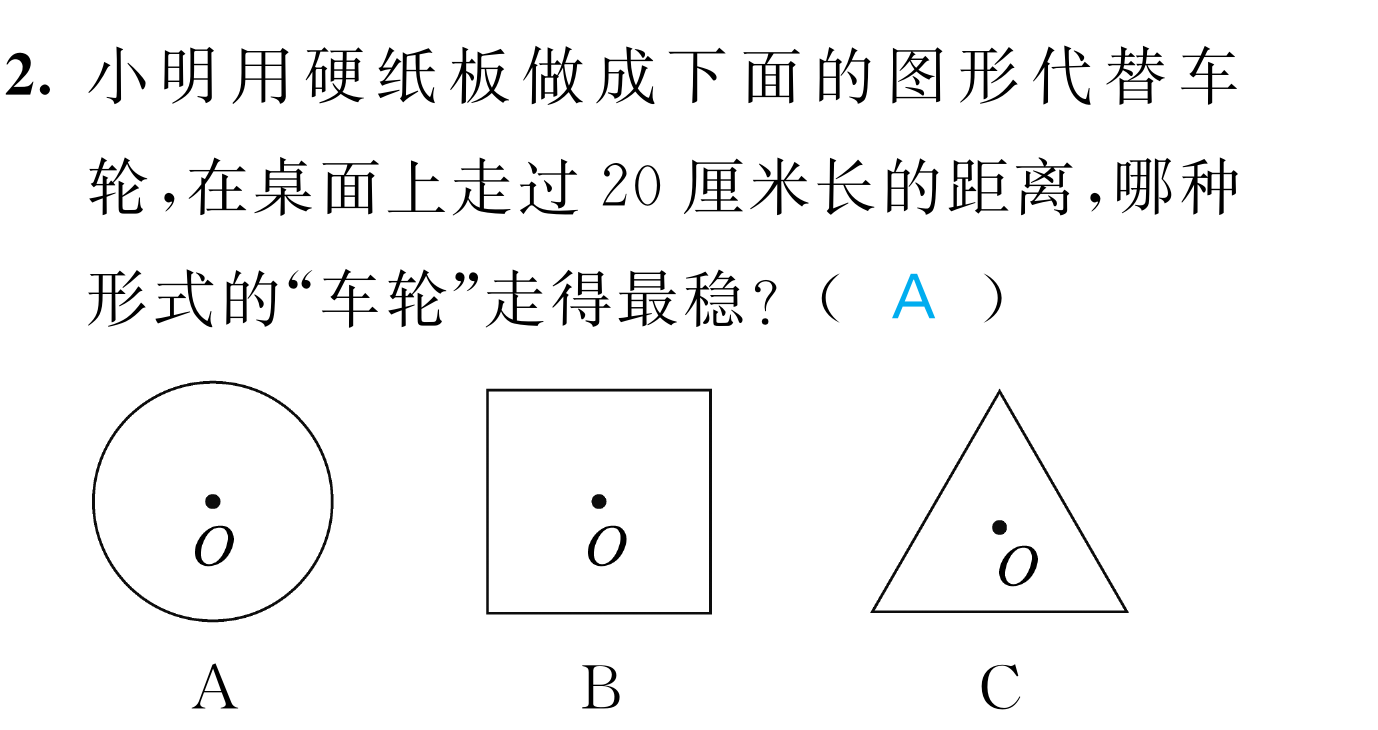 2. 小明用硬纸板做成下面的图形代替车
轮,在桌面上走过 20 厘米长的距离,哪种
形式的“车轮”走得最稳?( A )
O O O
A B C